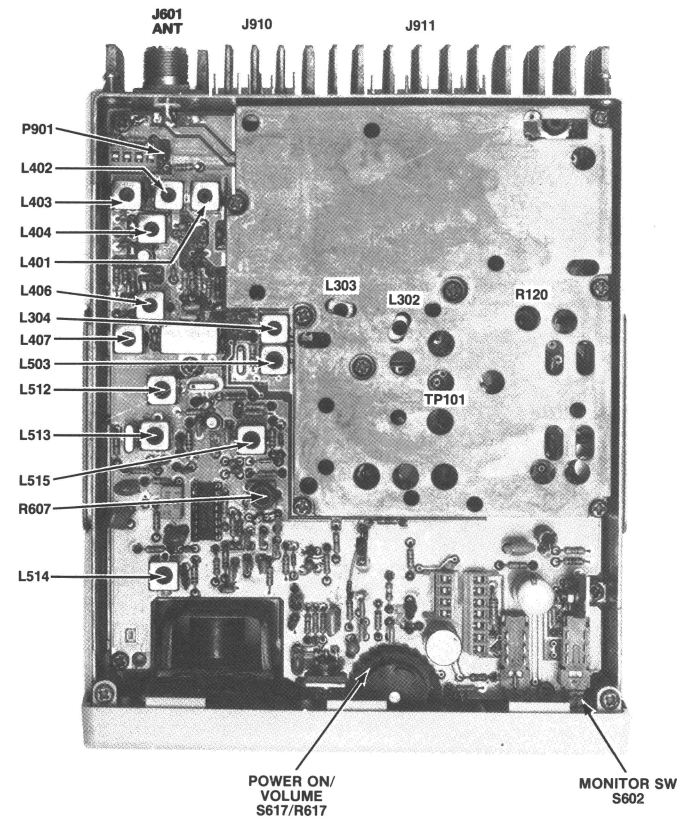 J601
ANT
J910
J911
P901
L402
L403
L404
L401
L406
L304
L407
L503
L512
L513
L515
R607
L514
L303
L302
R120
TP101
POWER ON/
VOLUME
S617/R617
MONITOR SW
S602